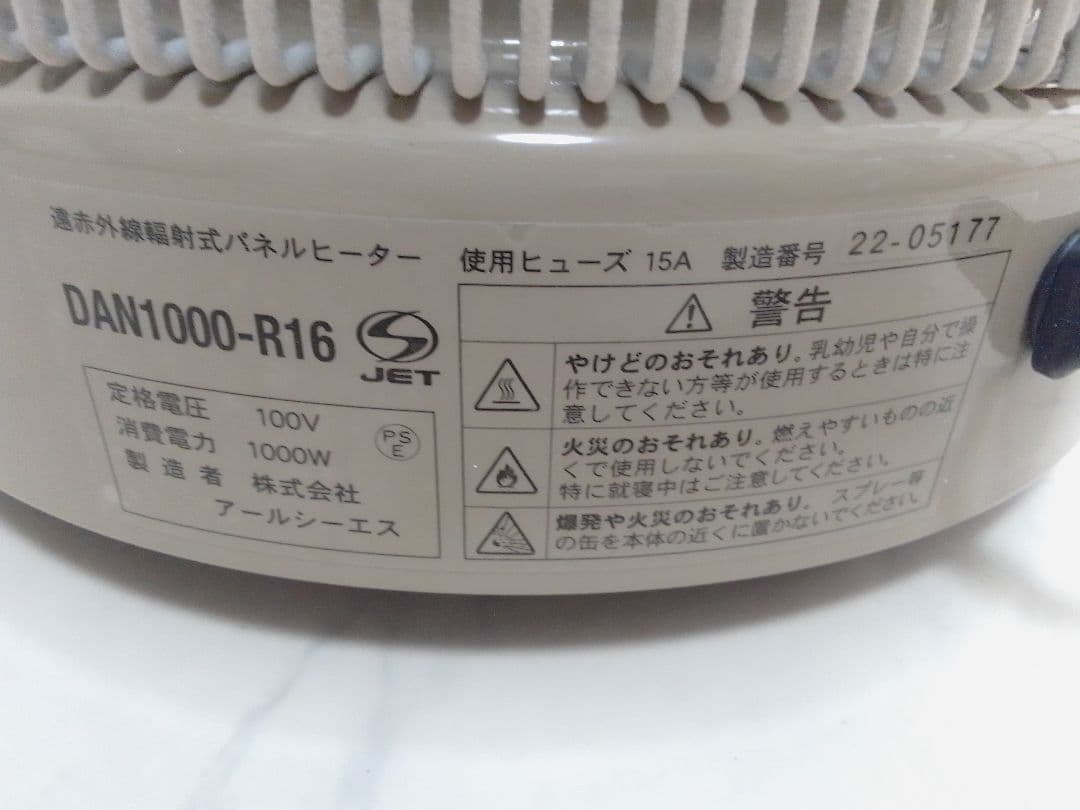 遠赤外線輻射式パネルヒーター
DAN1000-R16
JET
定格電圧 100V
消費電力 1000W
製造者 株式会社
アールシーエス
PS
E
使用ヒューズ 15A 製造番号 22-05177
警告
やけどのおそれあり。乳幼児や自分で操
作できない方等が使用するときは特に注
意してください。
火災のおそれあり。燃えやすいものの近
くで使用しないでください。
特に就寝中はご注意してください。
爆発や火災のおそれあり。 スプレー等
の缶を本体の近くに置かないでください。